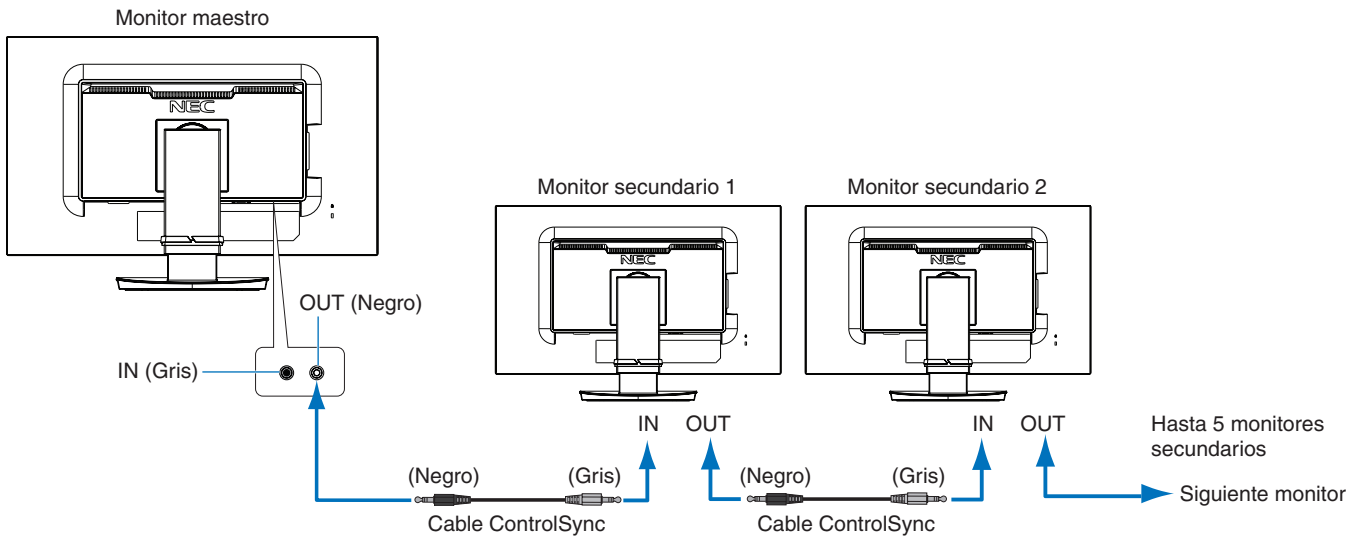 Monitor maestro
NEC
Monitor secundario 1
Monitor secundario 2
NEC
NEC
OUT (Negro)
IN (Gris)
IN
OUT
IN
OUT
Hasta 5 monitores
secundarios
(Negro)
(Gris)
(Negro)
(Gris)
Siguiente monitor
Cable ControlSync
Cable ControlSync